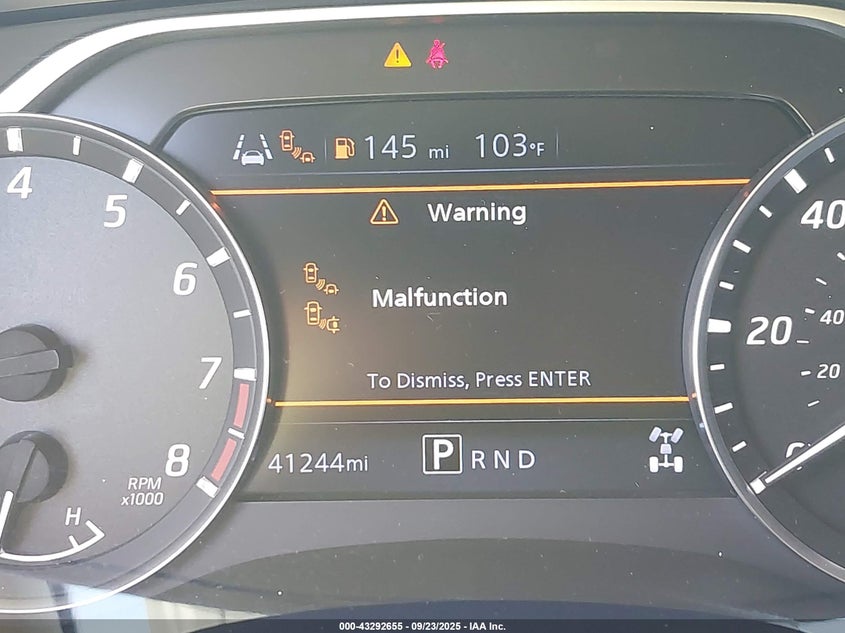 145 mi 103°F
Warning
Malfunction
To Dismiss, Press ENTER
41244mi P R N D
4
5
6
7
8
RPM
x1000
H
40
20
40
20
000-43292655 - 09/23/2025 - IAA Inc.